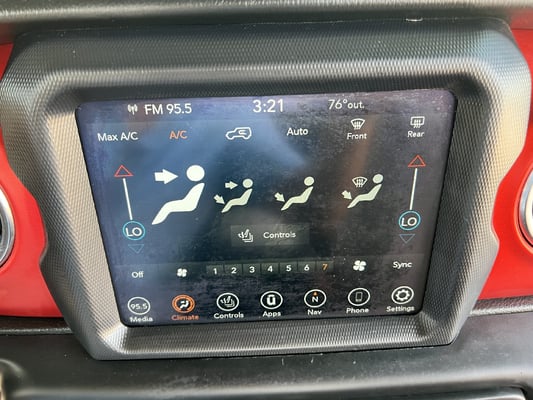 FM 95.5 3:21 76° out.
Max A/C A/C Auto Front Rear
LO LO
Controls
Off 1 2 3 4 5 6 7 Sync
95.5
Media Climate Controls Apps Nav Phone Settings